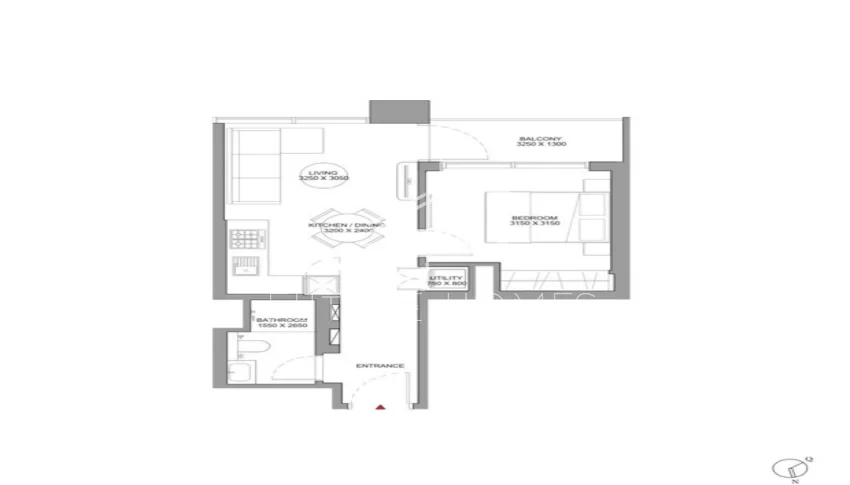 BALCONY
3250 X 1300
LIVING
3250 X 3050
BEDROOM
3150 X 3150
KITCHEN / DINING
3200 X 2400
UTILITY
750 X 800
HOMES
BATHROOM
1550 X 2650
ENTRANCE
N